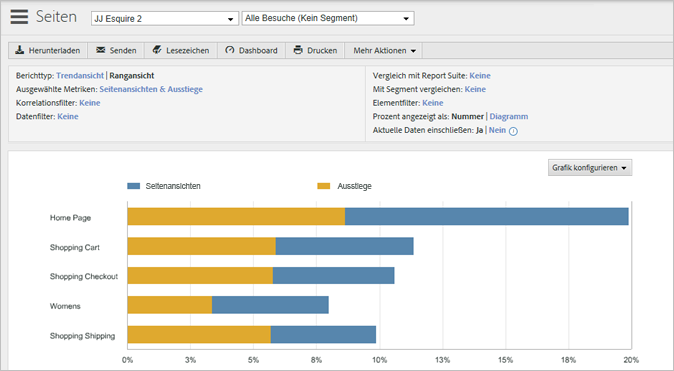 Seiten JJ Esquire 2 Alle Besuche (Kein Segment)
Herunterladen Senden Lesezeichen Dashboard Drucken Mehr Aktionen
Berichttyp: Trendansicht | Rangansicht
Ausgewählte Metriken: Seitenansichten & Ausstiege
Korrelationsfilter: Keine
Datenfilter: Keine
Vergleich mit Report Suite: Keine
Mit Segment vergleichen: Keine
Elementfilter: Keine
Prozent angezeigt als: Nummer | Diagramm
Aktuelle Daten einschließen: Ja | Nein i
Grafik konfigurieren
Seitenansichten Ausstiege
Home Page
Shopping Cart
Shopping Checkout
Womens
Shopping Shipping
0% 3% 5% 8% 10% 13% 15% 18% 20%